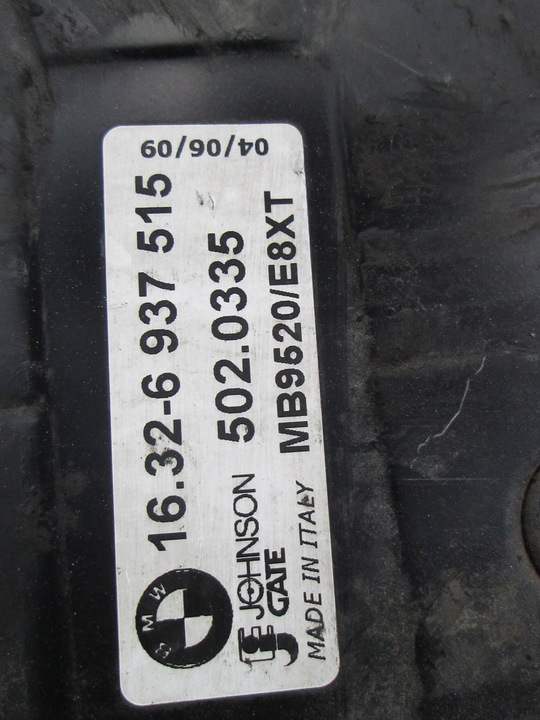 04/06/09
BMW
16.32-6 937 515
JOHNSON
GATE
502.0335
MADE IN ITALY
MB9520/E8XT